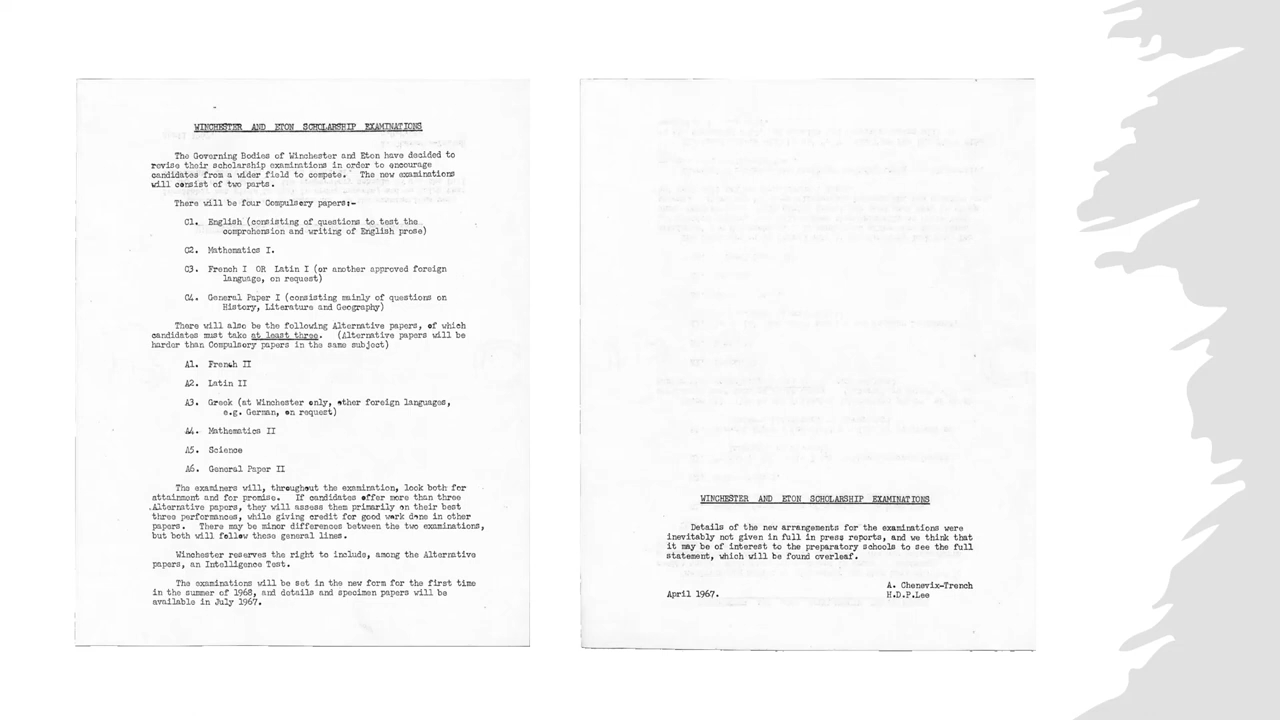 WINCHESTER AND ETON SCHOLARSHIP EXAMINATIONS
The Governing Bodies of Winchester and Eton have decided to
revise their scholarship examinations in order to encourage
candidates from a wider field to compete. The new examinations
will consist of two parts.
There will be four Compulsory papers:-
C1. English (consisting of questions to test the
comprehension and writing of English prose)
C2. Mathematics I.
C3. French I OR Latin I (or another approved foreign
language, on request)
C4. General Paper I (consisting mainly of questions on
History, Literature and Geography)
There will also be the following Alternative papers, of which
candidates must take at least three. (Alternative papers will be
harder than Compulsory papers in the same subject)
A1. French II
A2. Latin II
A3. Greek (at Winchester only, other foreign languages,
e.g. German, on request)
A4. Mathematics II
A5. Science
A6. General Paper II
The examiners will, throughout the examination, look both for
attainment and for promise. If candidates offer more than three
Alternative papers, they will assess them primarily on their best
three performances, while giving credit for good work done in other
papers. There may be minor differences between the two examinations,
but both will follow these general lines.
Winchester reserves the right to include, among the Alternative
papers, an Intelligence Test.
The examinations will be set in the new form for the first time
in the summer of 1968, and details and specimen papers will be
available in July 1967.
WINCHESTER AND ETON SCHOLARSHIP EXAMINATIONS
Details of the new arrangements for the examinations were
inevitably not given in full in press reports, and we think that
it may be of interest to the preparatory schools to see the full
statement, which will be found overleaf.
A. Chenevix-Trench
April 1967. H.D.P.Lee